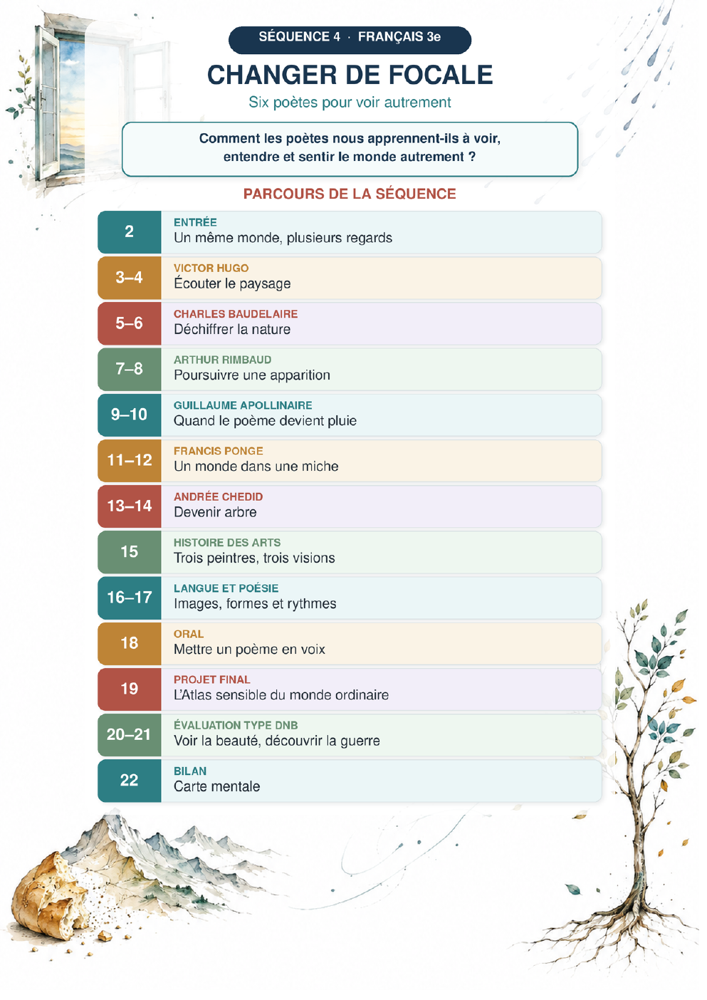 SÉQUENCE 4 · FRANÇAIS 3e
CHANGER DE FOCALE
Six poètes pour voir autrement
Comment les poètes nous apprennent-ils à voir,
entendre et sentir le monde autrement ?
PARCOURS DE LA SÉQUENCE
2
ENTRÉE
Un même monde, plusieurs regards
3–4
VICTOR HUGO
Écouter le paysage
5–6
CHARLES BAUDELAIRE
Déchiffrer la nature
7–8
ARTHUR RIMBAUD
Poursuivre une apparition
9–10
GUILLAUME APOLLINAIRE
Quand le poème devient pluie
11–12
FRANCIS PONGE
Un monde dans une miche
13–14
ANDRÉE CHEDID
Devenir arbre
15
HISTOIRE DES ARTS
Trois peintres, trois visions
16–17
LANGUE ET POÉSIE
Images, formes et rythmes
18
ORAL
Mettre un poème en voix
19
PROJET FINAL
L’Atlas sensible du monde ordinaire
20–21
ÉVALUATION TYPE DNB
Voir la beauté, découvrir la guerre
22
BILAN
Carte mentale